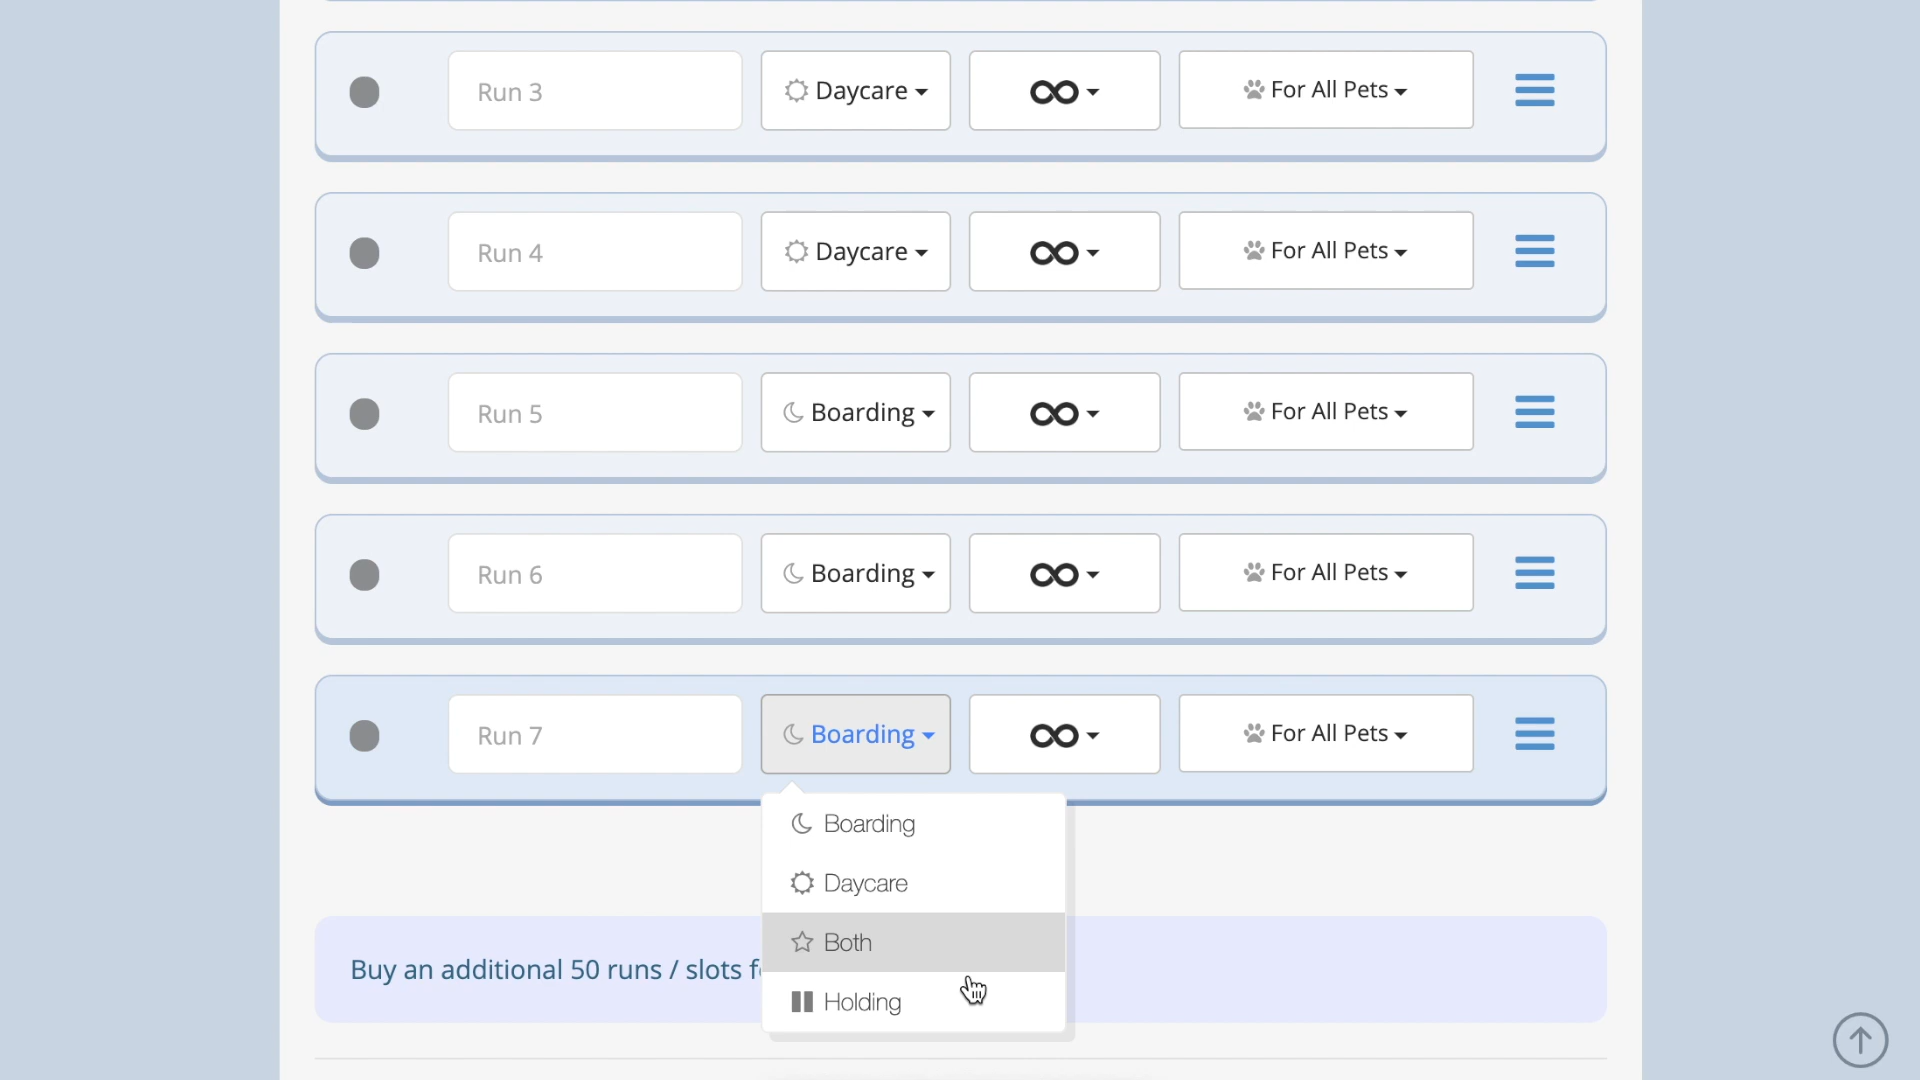 Run 3 Daycare For All Pets
Run 4 Daycare For All Pets
Run 5 Boarding For All Pets
Run 6 Boarding For All Pets
Run 7 Boarding For All Pets
Boarding
Daycare
Both
Buy an additional 50 runs / slots
Holding